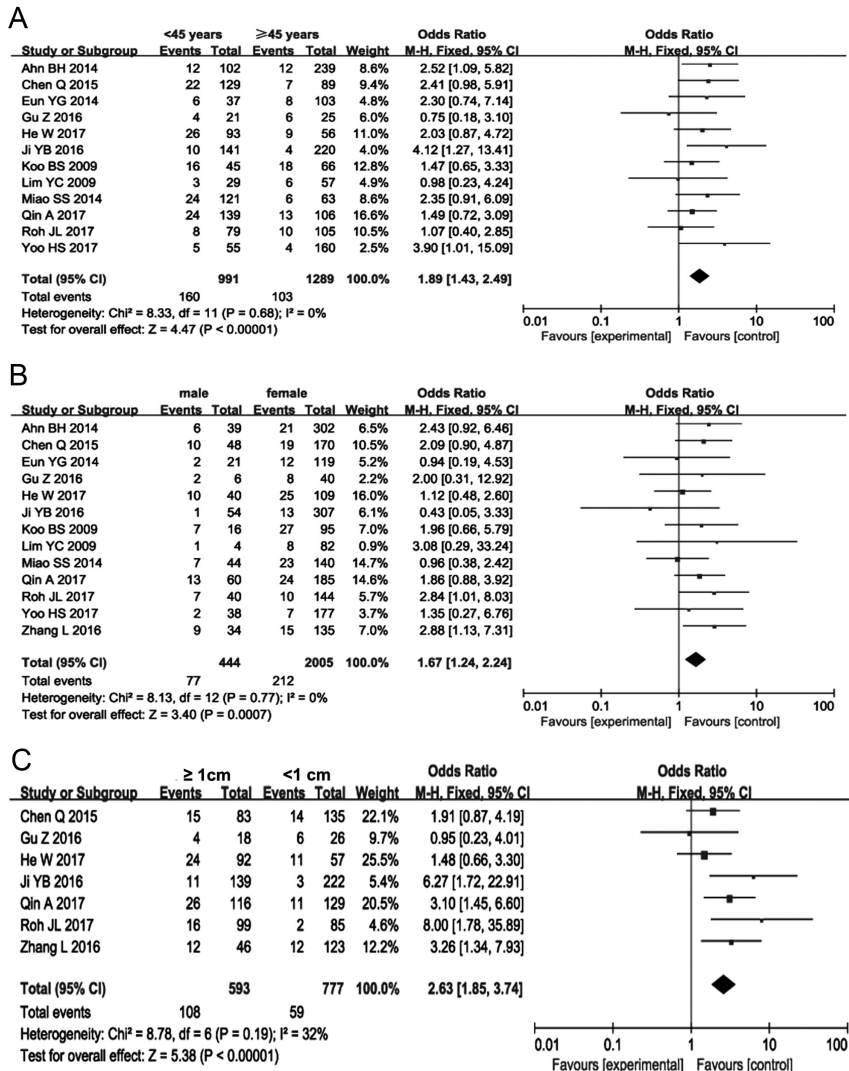 A
<45 years ⩾45 years Odds Ratio Odds Ratio
Study or Subgroup Events Total Events Total Weight M-H, Fixed, 95% CI M-H, Fixed, 95% CI
Ahn BH 2014 12 102 12 239 8.6% 2.52 [1.09, 5.82]
Chen Q 2015 22 129 7 89 9.4% 2.41 [0.98, 5.91]
Eun YG 2014 6 37 8 103 4.8% 2.30 [0.74, 7.14]
Gu Z 2016 4 21 6 25 5.4% 0.75 [0.18, 3.10]
He W 2017 26 93 9 56 11.0% 2.03 [0.87, 4.72]
Ji YB 2016 10 141 4 220 4.4% 4.12 [1.27, 13.41]
Koo BS 2009 16 45 18 66 12.8% 1.47 [0.65, 3.33]
Lim YC 2009 3 29 6 57 4.9% 0.98 [0.23, 4.24]
Miao SS 2014 24 121 6 63 9.4% 2.35 [0.91, 6.09]
Qin A 2017 24 139 13 106 16.6% 1.49 [0.72, 3.09]
Roh JL 2017 8 79 10 105 11.2% 1.07 [0.40, 2.85]
Yoo HS 2017 5 55 4 160 2.5% 3.90 [1.01, 15.09]
Total (95% CI) 991 1289 100.0% 1.89 [1.43, 2.49]
Total events 160 103
Heterogeneity: Chi² = 8.33, df = 11 (P = 0.68); I² = 0%
Test for overall effect: Z = 4.47 (P < 0.00001)
0.01 0.1 1 10 100
Favours [experimental] Favours [control]
B
male female Odds Ratio Odds Ratio
Study or Subgroup Events Total Events Total Weight M-H, Fixed, 95% CI M-H, Fixed, 95% CI
Ahn BH 2014 6 39 21 302 6.5% 2.43 [0.92, 6.46]
Chen Q 2015 10 48 19 170 10.5% 2.09 [0.90, 4.87]
Eun YG 2014 2 21 12 119 5.2% 0.94 [0.19, 4.53]
Gu Z 2016 2 6 8 40 2.2% 2.00 [0.31, 12.92]
He W 2017 10 40 25 109 16.0% 1.12 [0.48, 2.60]
Ji YB 2016 1 54 13 307 6.1% 0.43 [0.05, 3.33]
Koo BS 2009 7 16 27 95 7.0% 1.96 [0.66, 5.79]
Lim YC 2009 1 4 8 82 0.9% 3.08 [0.29, 33.24]
Miao SS 2014 7 44 23 140 14.7% 0.96 [0.38, 2.42]
Qin A 2017 13 60 24 185 14.6% 1.86 [0.88, 3.92]
Roh JL 2017 7 40 10 144 5.7% 2.84 [1.01, 8.03]
Yoo HS 2017 2 38 7 177 3.7% 1.35 [0.27, 6.76]
Zhang L 2016 9 34 15 135 7.0% 2.88 [1.13, 7.31]
Total (95% CI) 444 2005 100.0% 1.67 [1.24, 2.24]
Total events 77 212
Heterogeneity: Chi² = 8.13, df = 12 (P = 0.77); I² = 0%
Test for overall effect: Z = 3.40 (P = 0.0007)
0.01 0.1 1 10 100
Favours [experimental] Favours [control]
C
≥ 1cm <1 cm Odds Ratio Odds Ratio
Study or Subgroup Events Total Events Total Weight M-H, Fixed, 95% CI M-H, Fixed, 95% CI
Chen Q 2015 15 83 14 135 22.1% 1.91 [0.87, 4.19]
Gu Z 2016 4 18 6 26 9.7% 0.95 [0.23, 4.01]
He W 2017 24 92 11 57 25.5% 1.48 [0.66, 3.30]
Ji YB 2016 11 139 3 222 5.4% 6.27 [1.72, 22.91]
Qin A 2017 26 116 11 129 20.5% 3.10 [1.45, 6.60]
Roh JL 2017 16 99 2 85 4.6% 8.00 [1.78, 35.89]
Zhang L 2016 12 46 12 123 12.2% 3.26 [1.34, 7.93]
Total (95% CI) 593 777 100.0% 2.63 [1.85, 3.74]
Total events 108 59
Heterogeneity: Chi² = 8.78, df = 6 (P = 0.19); I² = 32%
Test for overall effect: Z = 5.38 (P < 0.00001)
0.01 0.1 1 10 100
Favours [experimental] Favours [control]